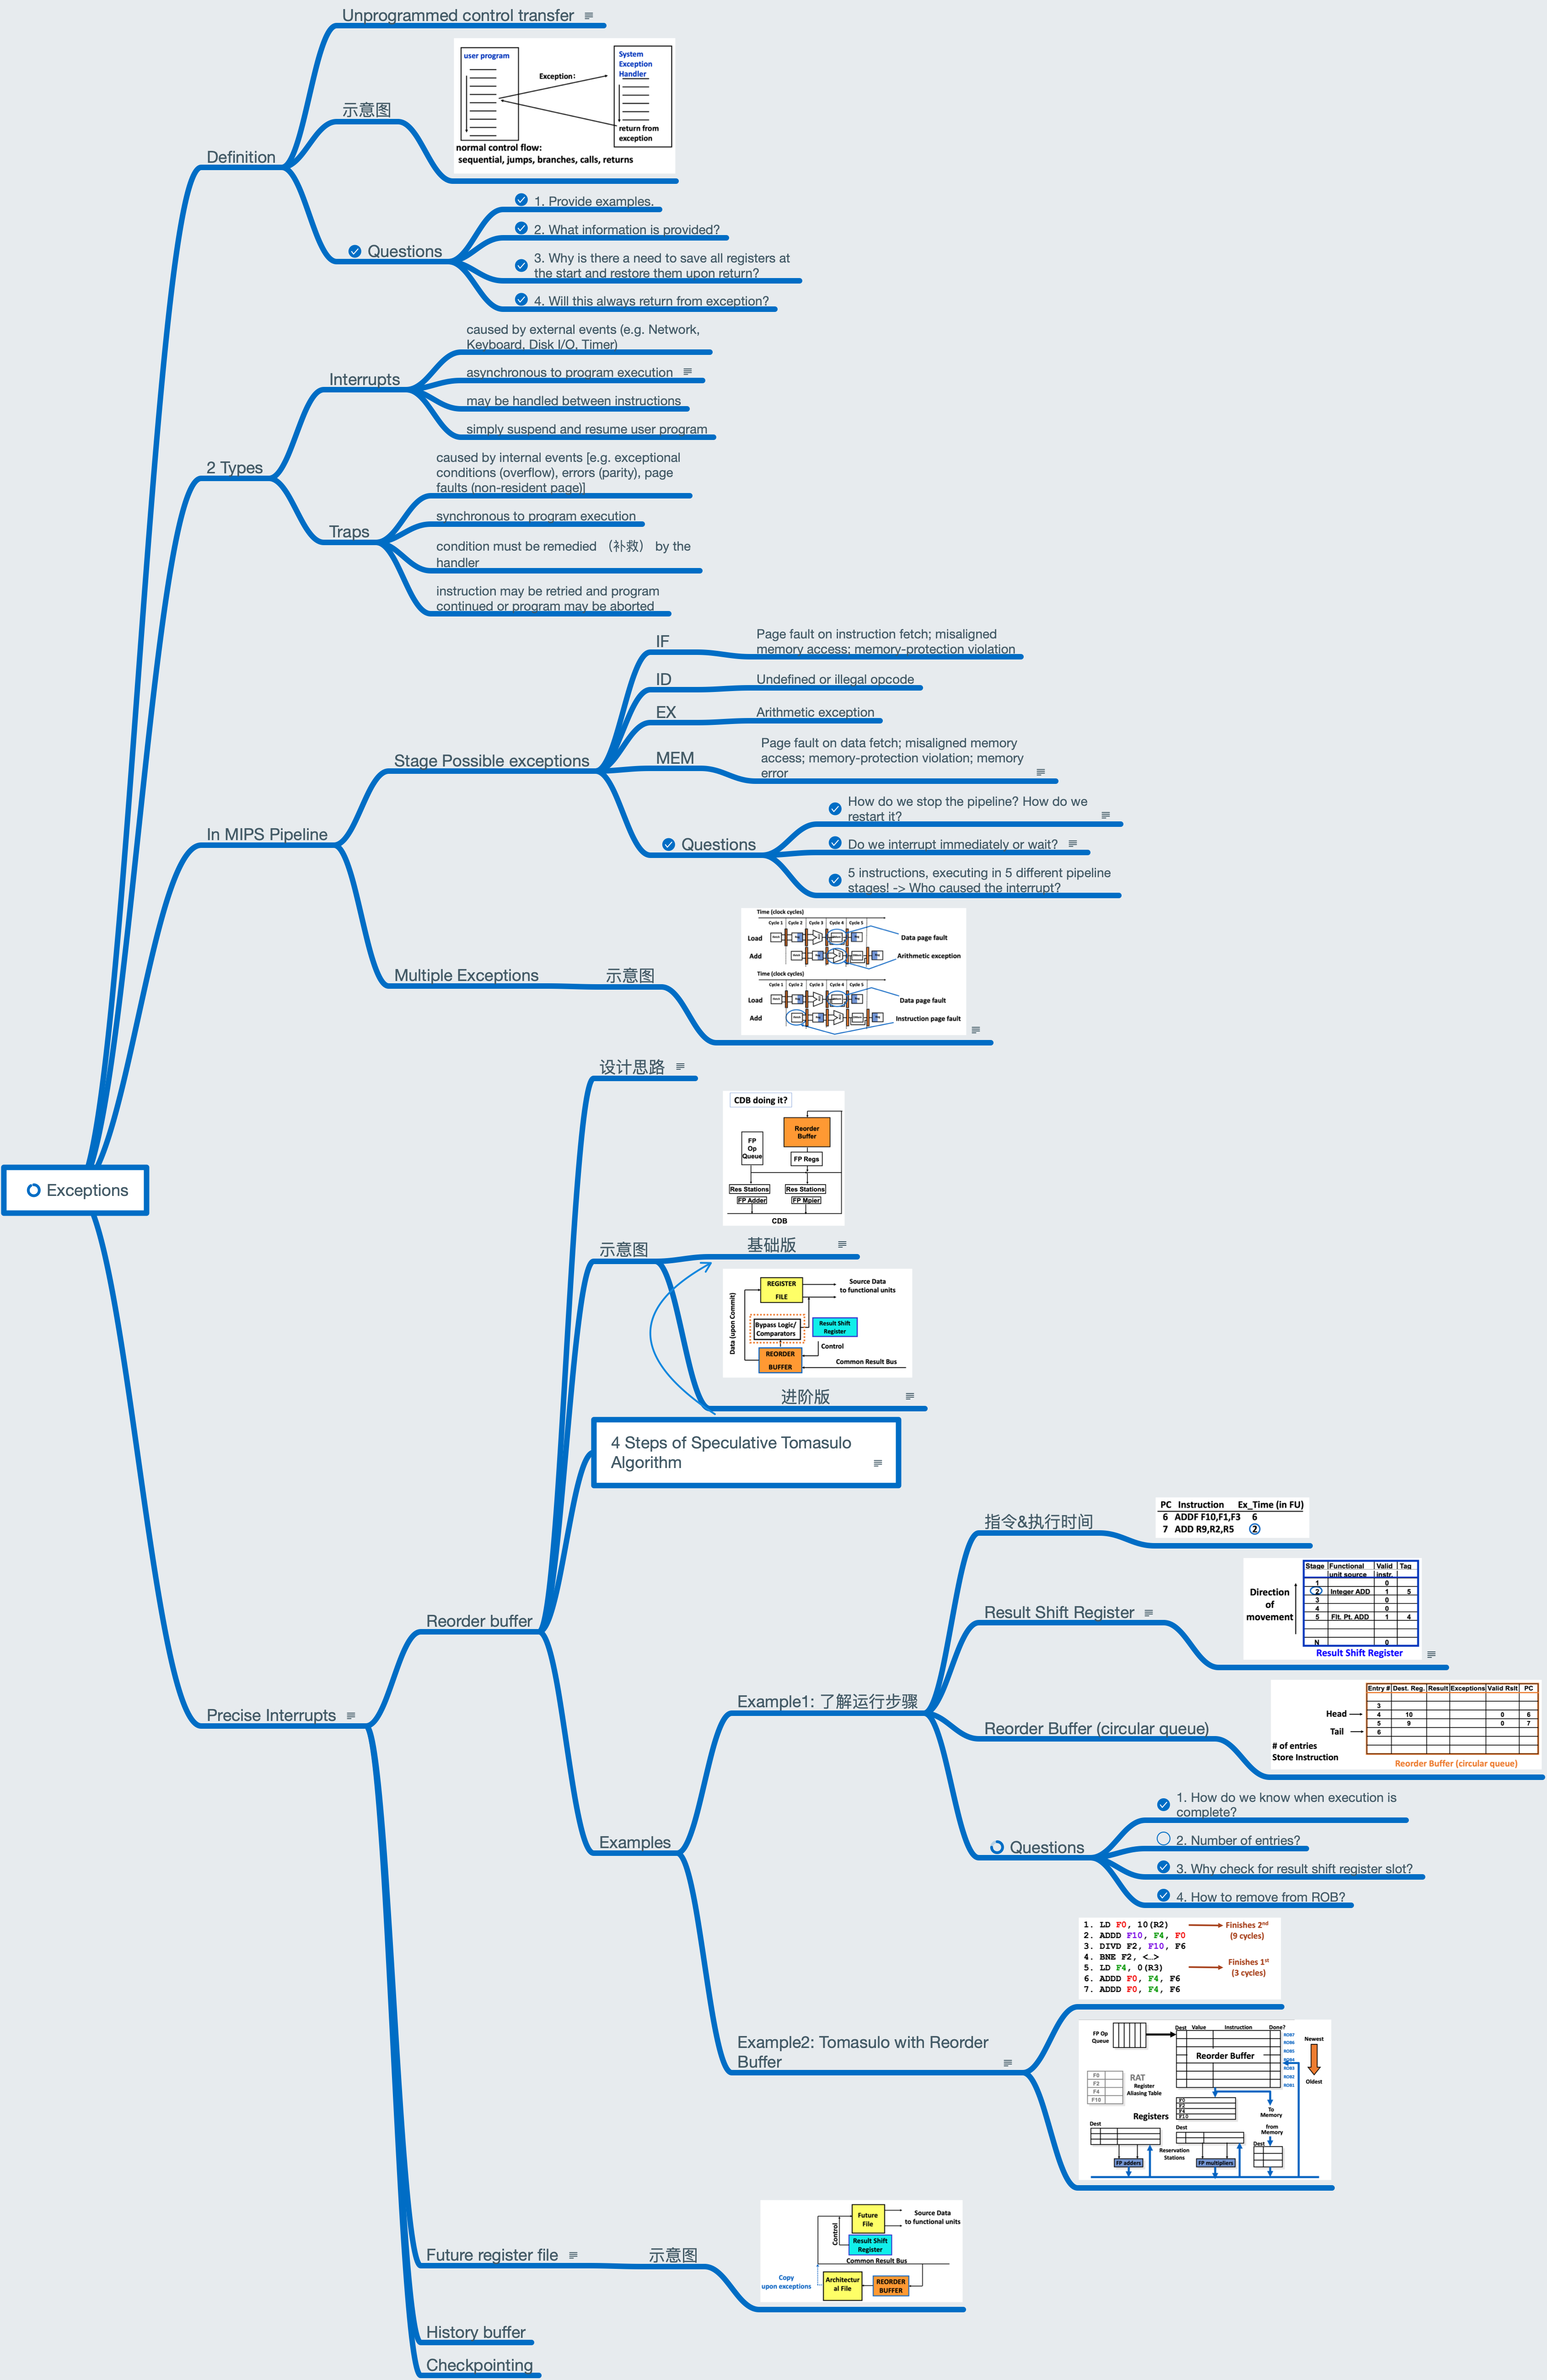 Unprogrammed control transfer
user program
System
Exception
Handler
Exception:
return from
exception
normal control flow:
sequential, jumps, branches, calls, returns
示意图
Definition
1. Provide examples.
2. What information is provided?
Questions
3. Why is there a need to save all registers at
the start and restore them upon return?
4. Will this always return from exception?
caused by external events (e.g. Network,
Keyboard, Disk I/O, Timer)
Interrupts
asynchronous to program execution
may be handled between instructions
simply suspend and resume user program
2 Types
caused by internal events [e.g. exceptional
conditions (overflow), errors (parity), page
faults (non-resident page)]
synchronous to program execution
Traps
condition must be remedied （补救） by the
handler
instruction may be retried and program
continued or program may be aborted
IF
Page fault on instruction fetch; misaligned
memory access; memory-protection violation
ID
Undefined or illegal opcode
EX
Arithmetic exception
Stage Possible exceptions
MEM
Page fault on data fetch; misaligned memory
access; memory-protection violation; memory
error
How do we stop the pipeline? How do we
restart it?
In MIPS Pipeline
Questions
Do we interrupt immediately or wait?
5 instructions, executing in 5 different pipeline
stages! -> Who caused the interrupt?
Time (clock cycles)
Cycle 1 Cycle 2 Cycle 3 Cycle 4 Cycle 5
Load
Data page fault
Add
Arithmetic exception
Time (clock cycles)
Cycle 1 Cycle 2 Cycle 3 Cycle 4 Cycle 5
Load
Data page fault
Add
Instruction page fault
Multiple Exceptions
示意图
设计思路
CDB doing it?
Reorder
Buffer
FP
Op
Queue
FP Regs
Res Stations
Res Stations
FP Adder
FP Mpier
CDB
Exceptions
示意图
基础版
REGISTER
FILE
Source Data
to functional units
Data (upon Commit)
Bypass Logic/
Comparators
Result Shift
Register
Control
REORDER
BUFFER
Common Result Bus
进阶版
4 Steps of Speculative Tomasulo
Algorithm
PC Instruction Ex_Time (in FU)
6 ADDF F10,F1,F3 6
7 ADD R9,R2,R5 2
指令&执行时间
Stage Functional Valid Tag
unit source instr.
1 0
2 Integer ADD 1 5
3 0
4 0
5 Flt. Pt. ADD 1 4
N 0
Direction
of
movement
Result Shift Register
Result Shift Register
Reorder buffer
Entry # Dest. Reg. Result Exceptions Valid Rslt PC
3
Head 4 10 0 6
5 9 0 7
Tail 6
# of entries
Store Instruction
Reorder Buffer (circular queue)
Example1: 了解运行步骤
Reorder Buffer (circular queue)
Precise Interrupts
1. How do we know when execution is
complete?
2. Number of entries?
Questions
3. Why check for result shift register slot?
4. How to remove from ROB?
Examples
1. LD F0, 10(R2)
2. ADDD F10, F4, F0
3. DIVD F2, F10, F6
4. BNE F2, <…>
5. LD F4, 0(R3)
6. ADDD F0, F4, F6
7. ADDD F0, F4, F6
Finishes 2nd
(9 cycles)
Finishes 1st
(3 cycles)
Example2: Tomasulo with Reorder
Buffer
FP Op
Queue
Dest Value Instruction Done?
Reorder Buffer
ROB7
ROB6
ROB5
ROB4
ROB3
ROB2
ROB1
Newest
Oldest
F0
F2
F4
F10
RAT
Register
Aliasing Table
Registers
F0
F2
F4
F10
To
Memory
from
Memory
Dest
Dest
Dest
Reservation
Stations
FP adders
FP multipliers
Future
File
Source Data
to functional units
Control
Result Shift
Register
Common Result Bus
Copy
upon exceptions
Architectur
al File
REORDER
BUFFER
Future register file
示意图
History buffer
Checkpointing